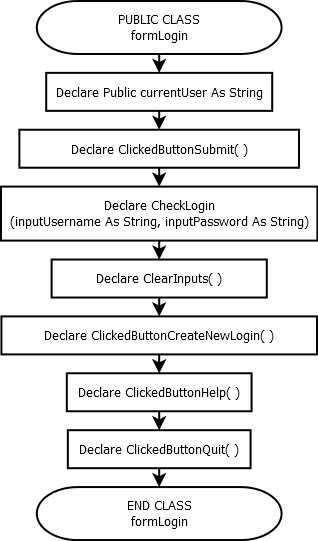 PUBLIC CLASS
formLogin
Declare Public currentUser As String
Declare ClickedButtonSubmit( )
Declare CheckLogin
(inputUsername As String, inputPassword As String)
Declare ClearInputs( )
Declare ClickedButtonCreateNewLogin( )
Declare ClickedButtonHelp( )
Declare ClickedButtonQuit( )
END CLASS
formLogin